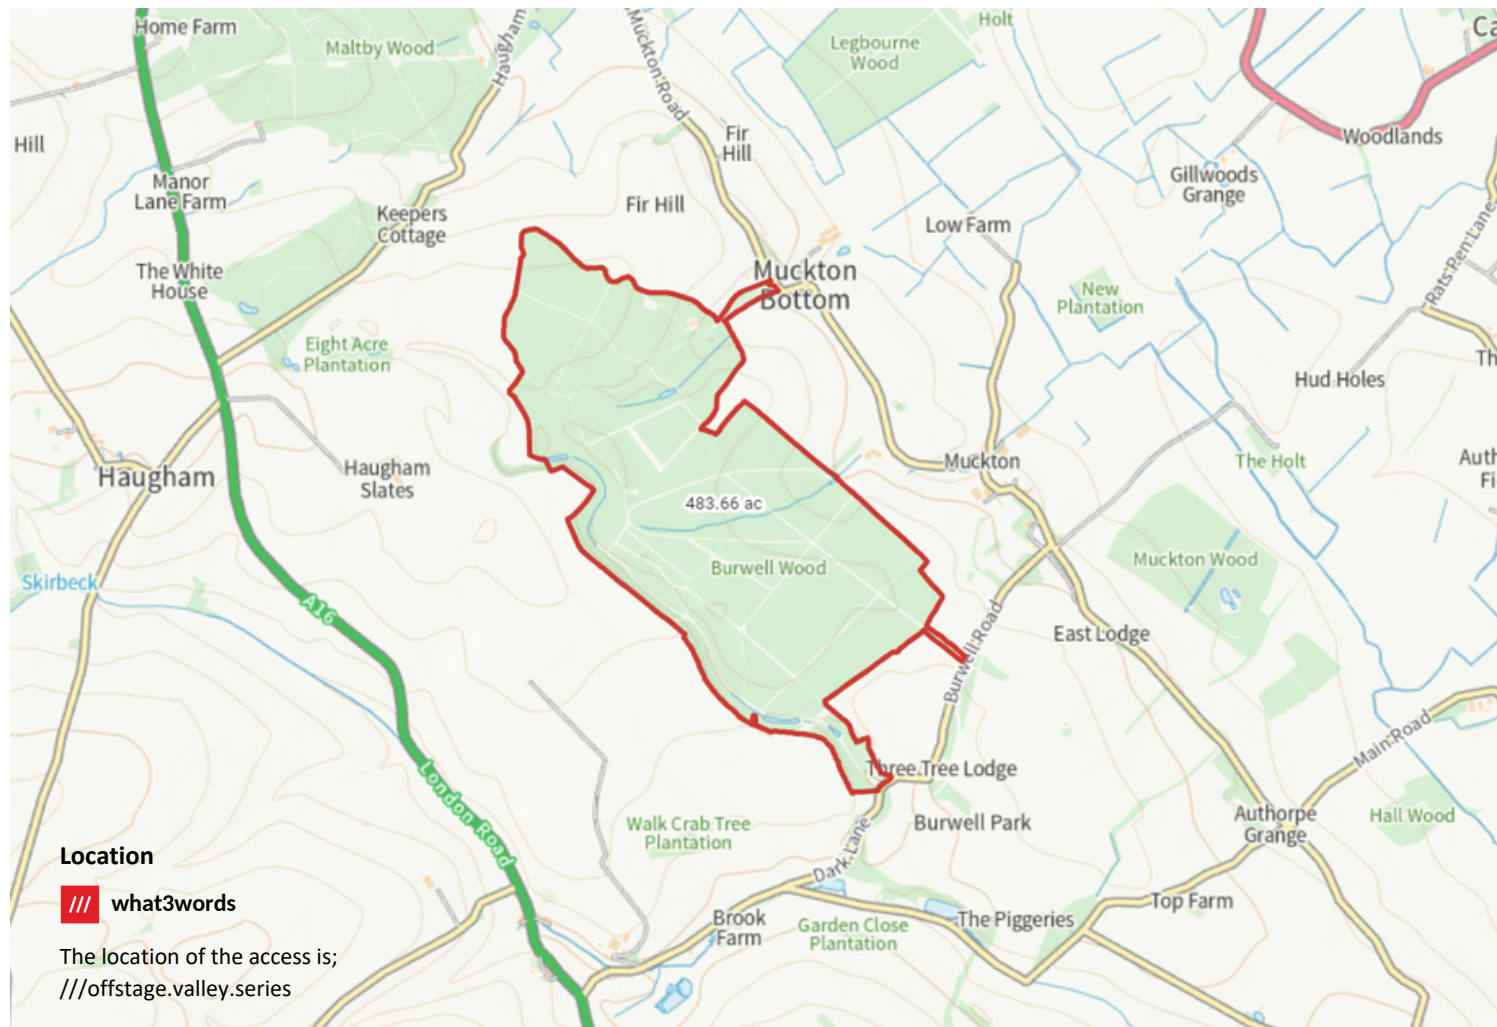 Home Farm
Maltby Wood
Haugham
Muckton Road
Legbourne
Wood
Holt
Woodlands
Hill
Fir
Hill
Manor
Lane Farm
Keepers
Cottage
Fir Hill
Gillwoods
Grange
Low Farm
Rats Pen Lane
The White
House
Muckton
Bottom
New
Plantation
Eight Acre
Plantation
Hud Holes
Haugham
Haugham
Slates
Muckton
The Holt
483.66 ac
Skirbeck
A16
Burwell Wood
Muckton Wood
East Lodge
Burwell Road
Main Road
London Road
Three Tree Lodge
Walk Crab Tree
Plantation
Burwell Park
Authorpe
Grange
Hall Wood
Dark Lane
Top Farm
Brook
Farm
Garden Close
Plantation
The Piggeries
Location
/// what3words
The location of the access is;
///offstage.valley.series